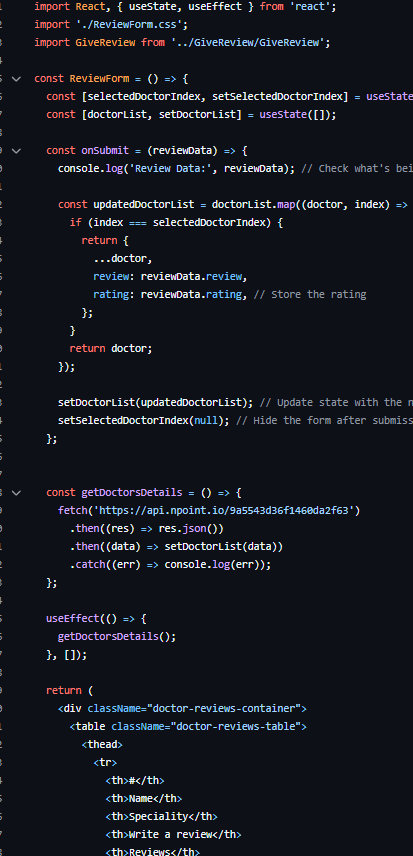 import React, { useState, useEffect } from 'react';
import './ReviewForm.css';
import GiveReview from '../GiveReview/GiveReview';
const ReviewForm = () => {
const [selectedDoctorIndex, setSelectedDoctorIndex] = useState
const [doctorList, setDoctorList] = useState([]);
const onSubmit = (reviewData) => {
console.log('Review Data:', reviewData); // Check what's bei
const updatedDoctorList = doctorList.map((doctor, index) =>
if (index === selectedDoctorIndex) {
return {
...doctor,
review: reviewData.review,
rating: reviewData.rating, // Store the rating
};
}
return doctor;
});
setDoctorList(updatedDoctorList); // Update state with the n
setSelectedDoctorIndex(null); // Hide the form after submiss
};
const getDoctorsDetails = () => {
fetch('https://api.npoint.io/9a5543d36f1460da2f63')
.then((res) => res.json())
.then((data) => setDoctorList(data))
.catch((err) => console.log(err));
};
useEffect(() => {
getDoctorsDetails();
}, []);
return (
<div className="doctor-reviews-container">
<table className="doctor-reviews-table">
<thead>
<tr>
<th>#</th>
<th>Name</th>
<th>Speciality</th>
<th>Write a review</th>
<th>Reviews</th>